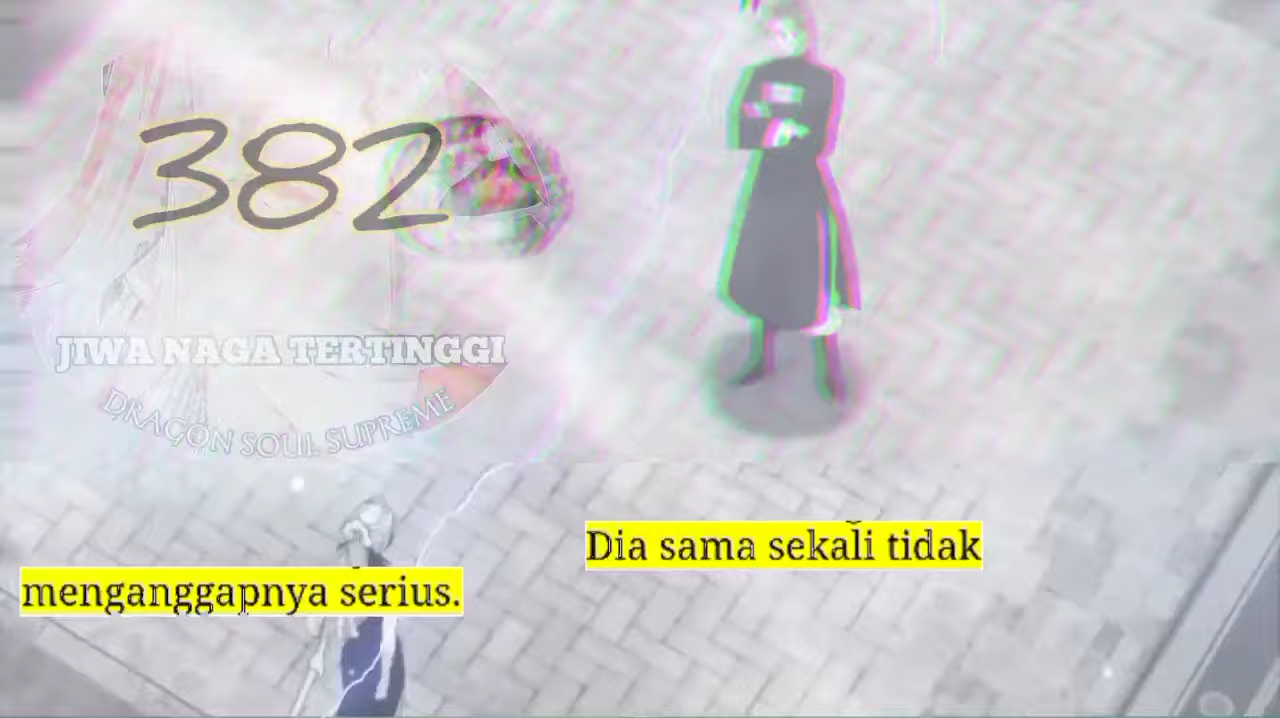 382
JIWA NAGA TERTINGGI
DRAGON SOUL SUPREME
Dia sama sekali tidak
menganggapnya serius.